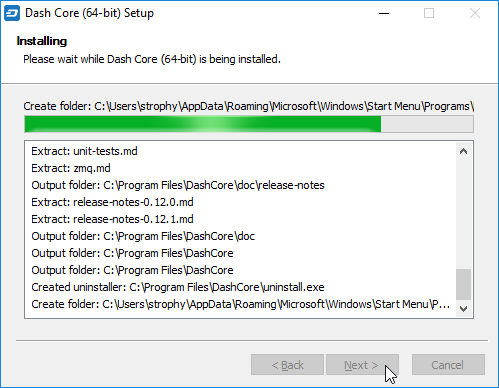 Dash Core (64-bit) Setup
Installing
Please wait while Dash Core (64-bit) is being installed.
Create folder: C:\Users\strophy\AppData\Roaming\Microsoft\Windows\Start Menu\Programs\
Extract: unit-tests.md
Extract: zmq.md
Output folder: C:\Program Files\DashCore\doc\release-notes
Extract: release-notes-0.12.0.md
Extract: release-notes-0.12.1.md
Output folder: C:\Program Files\DashCore\doc
Output folder: C:\Program Files\DashCore
Output folder: C:\Program Files\DashCore
Created uninstaller: C:\Program Files\DashCore\uninstall.exe
Create folder: C:\Users\strophy\AppData\Roaming\Microsoft\Windows\Start Menu\P...
< Back Next > Cancel